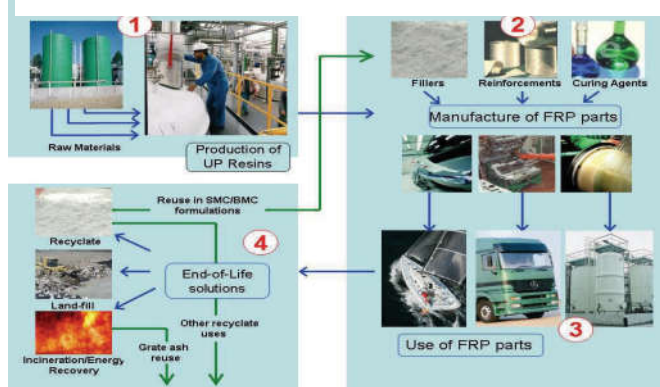 1
Raw Materials
Production of
UP Resins
2
Fillers
Reinforcements
Curing Agents
Manufacture of FRP parts
3
Use of FRP parts
Reuse in SMC/BMC
formulations
4
Recyclate
End-of-Life
solutions
Land-fill
Other recyclate
uses
Incineration/Energy
Recovery
Grate ash
reuse